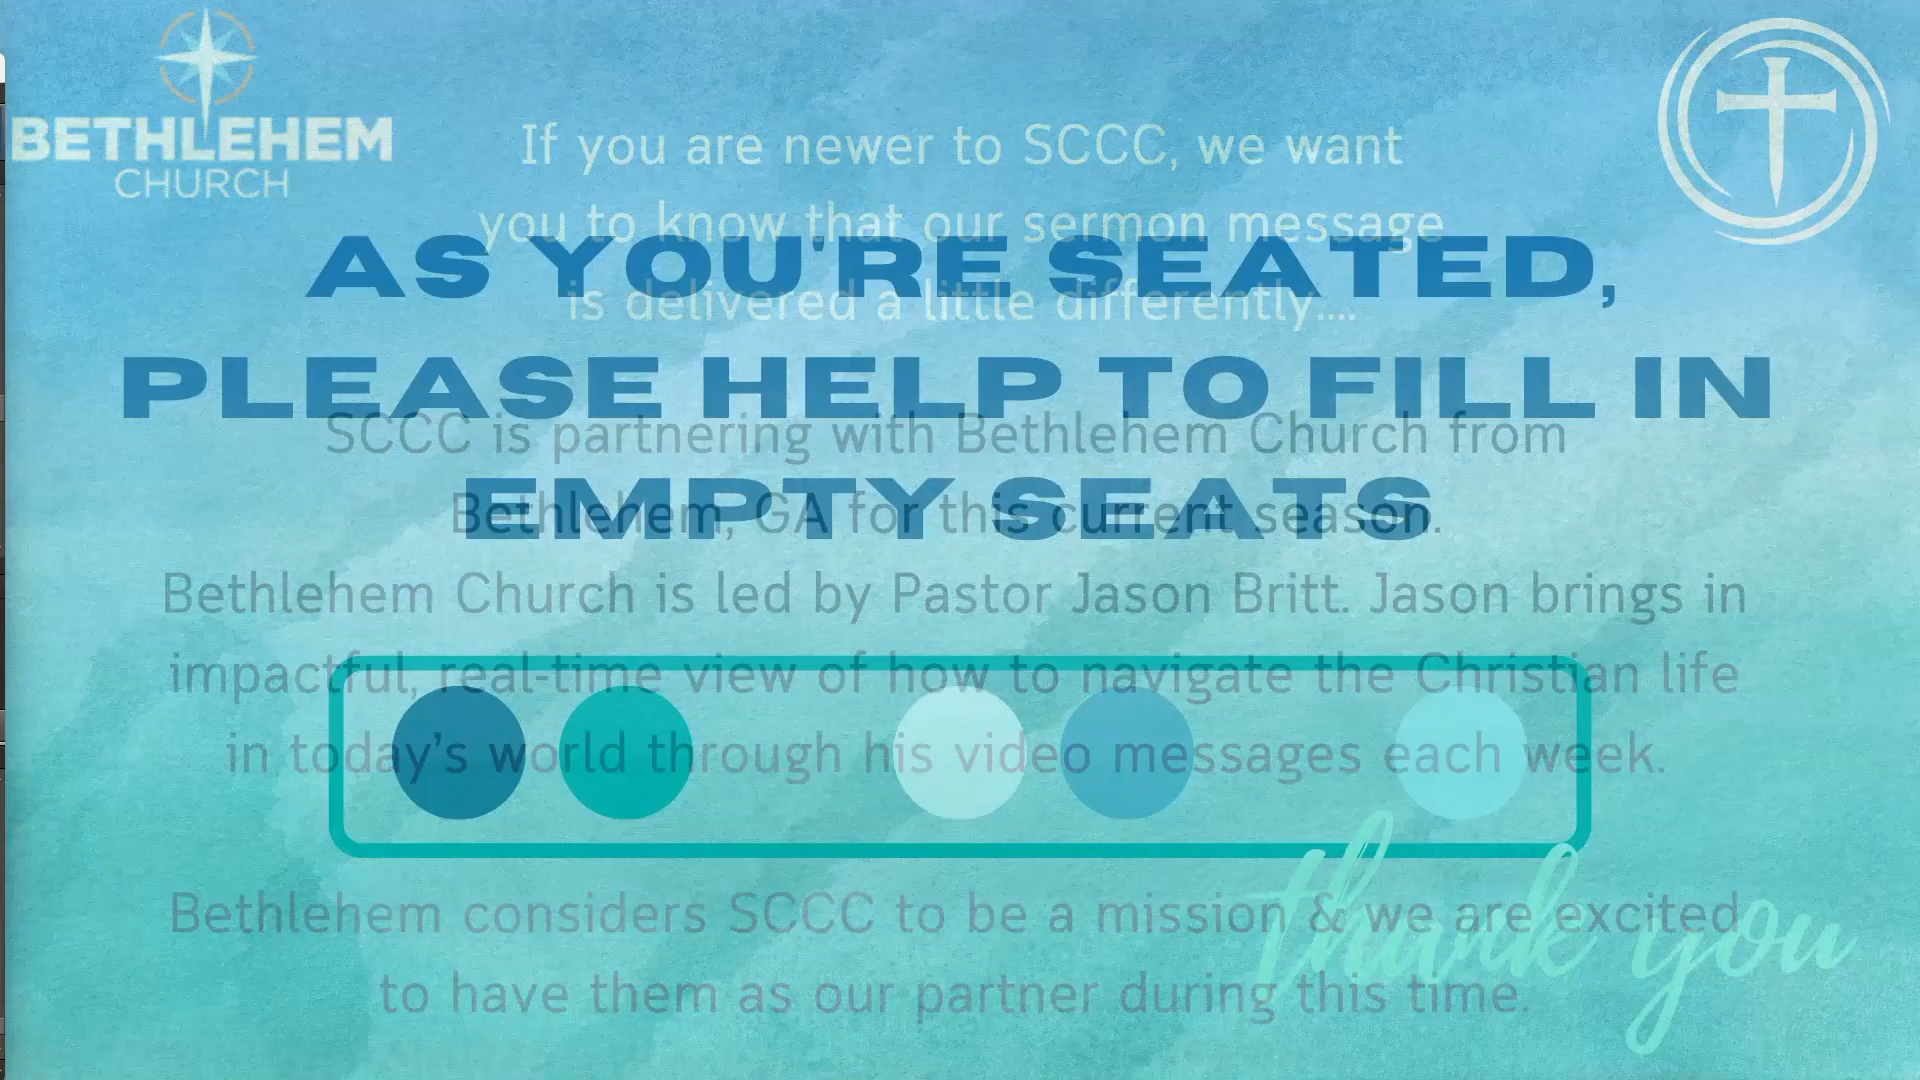 BETHLEHEM
CHURCH
If you are newer to SCCC, we want
you to know that our sermon message
is delivered a little differently....
AS YOU'RE SEATED,
PLEASE HELP TO FILL IN
EMPTY SEATS
SCCC is partnering with Bethlehem Church from
Bethlehem, GA for this current season.
Bethlehem Church is led by Pastor Jason Britt. Jason brings in
impactful, real-time view of how to navigate the Christian life
in today’s world through his video messages each week.
Bethlehem considers SCCC to be a mission & we are excited
to have them as our partner during this time.
thank you